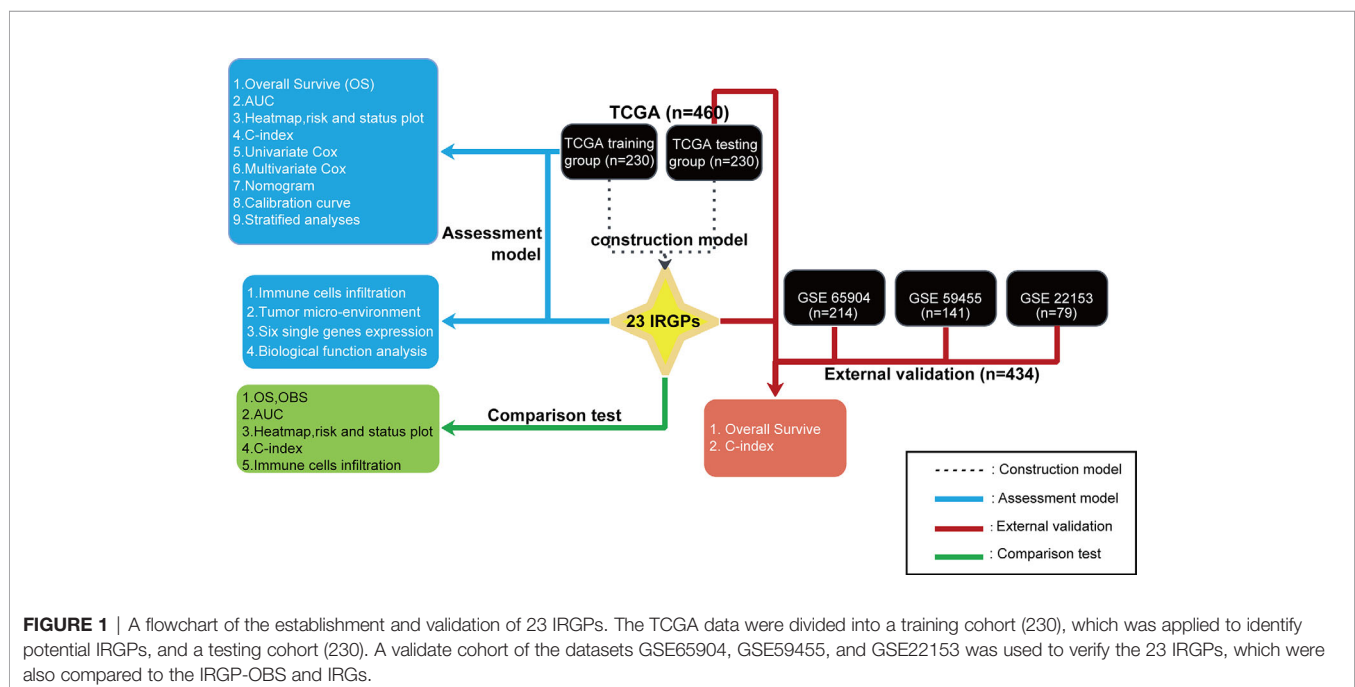 1.Overall Survive (OS)
2.AUC
3.Heatmap,risk and status plot
4.C-index
5.Univariate Cox
6.Multivariate Cox
7.Nomogram
8.Calibration curve
9.Stratified analyses
TCGA (n=460)
TCGA training
group (n=230)
TCGA testing
group (n=230)
Assessment
model
construction model
1.Immune cells infiltration
2.Tumor micro-environment
3.Six single genes expression
4.Biological function analysis
23 IRGPs
GSE 65904
(n=214)
GSE 59455
(n=141)
GSE 22153
(n=79)
External validation (n=434)
1.OS,OBS
2.AUC
3.Heatmap,risk and status plot
4.C-index
5.Immune cells infiltration
Comparison test
1. Overall Survive
2. C-index
: Construction model
: Assessment model
: External validation
: Comparison test
FIGURE 1 | A flowchart of the establishment and validation of 23 IRGPs. The TCGA data were divided into a training cohort (230), which was applied to identify
potential IRGPs, and a testing cohort (230). A validate cohort of the datasets GSE65904, GSE59455, and GSE22153 was used to verify the 23 IRGPs, which were
also compared to the IRGP-OBS and IRGs.